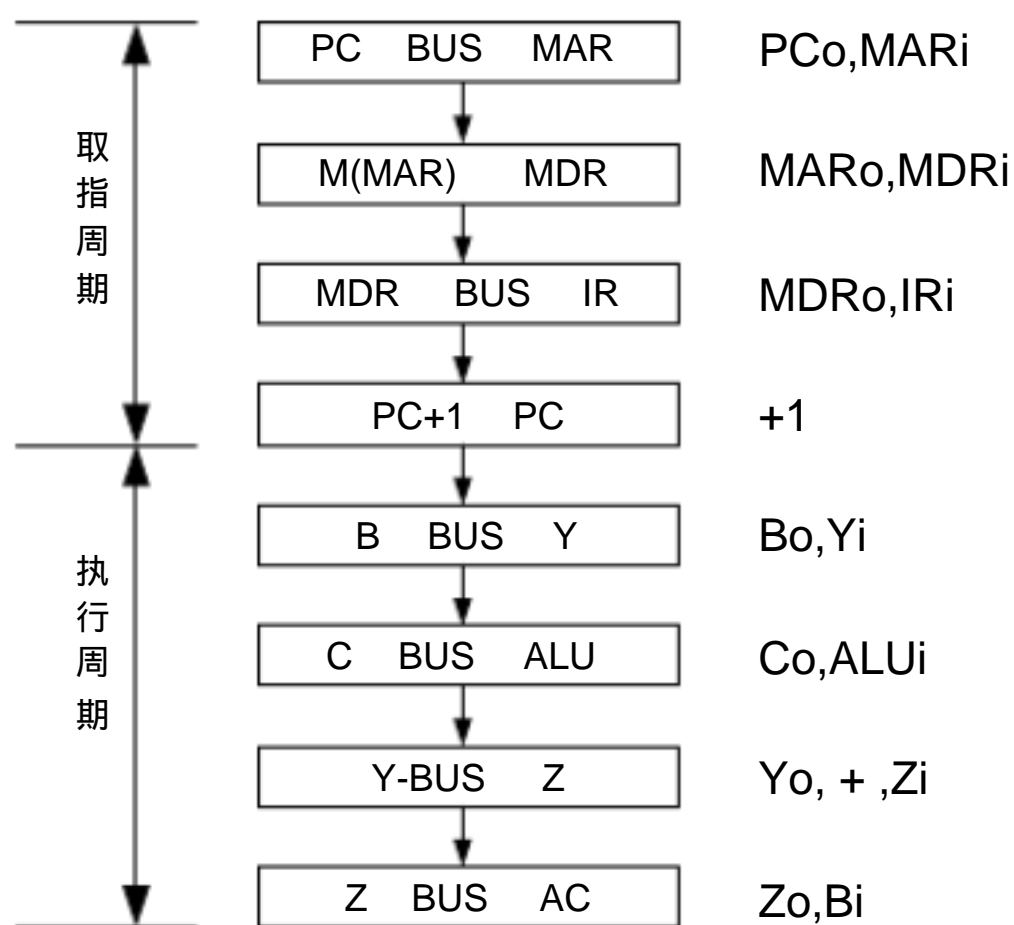 PC BUS MAR PCo,MARi
M(MAR) MDR MARo,MDRi
MDR BUS IR MDRo,IRi
PC+1 PC +1
取指周期
B BUS Y Bo,Yi
C BUS ALU Co,ALUi
Y-BUS Z Yo, + ,Zi
Z BUS AC Zo,Bi
执行周期